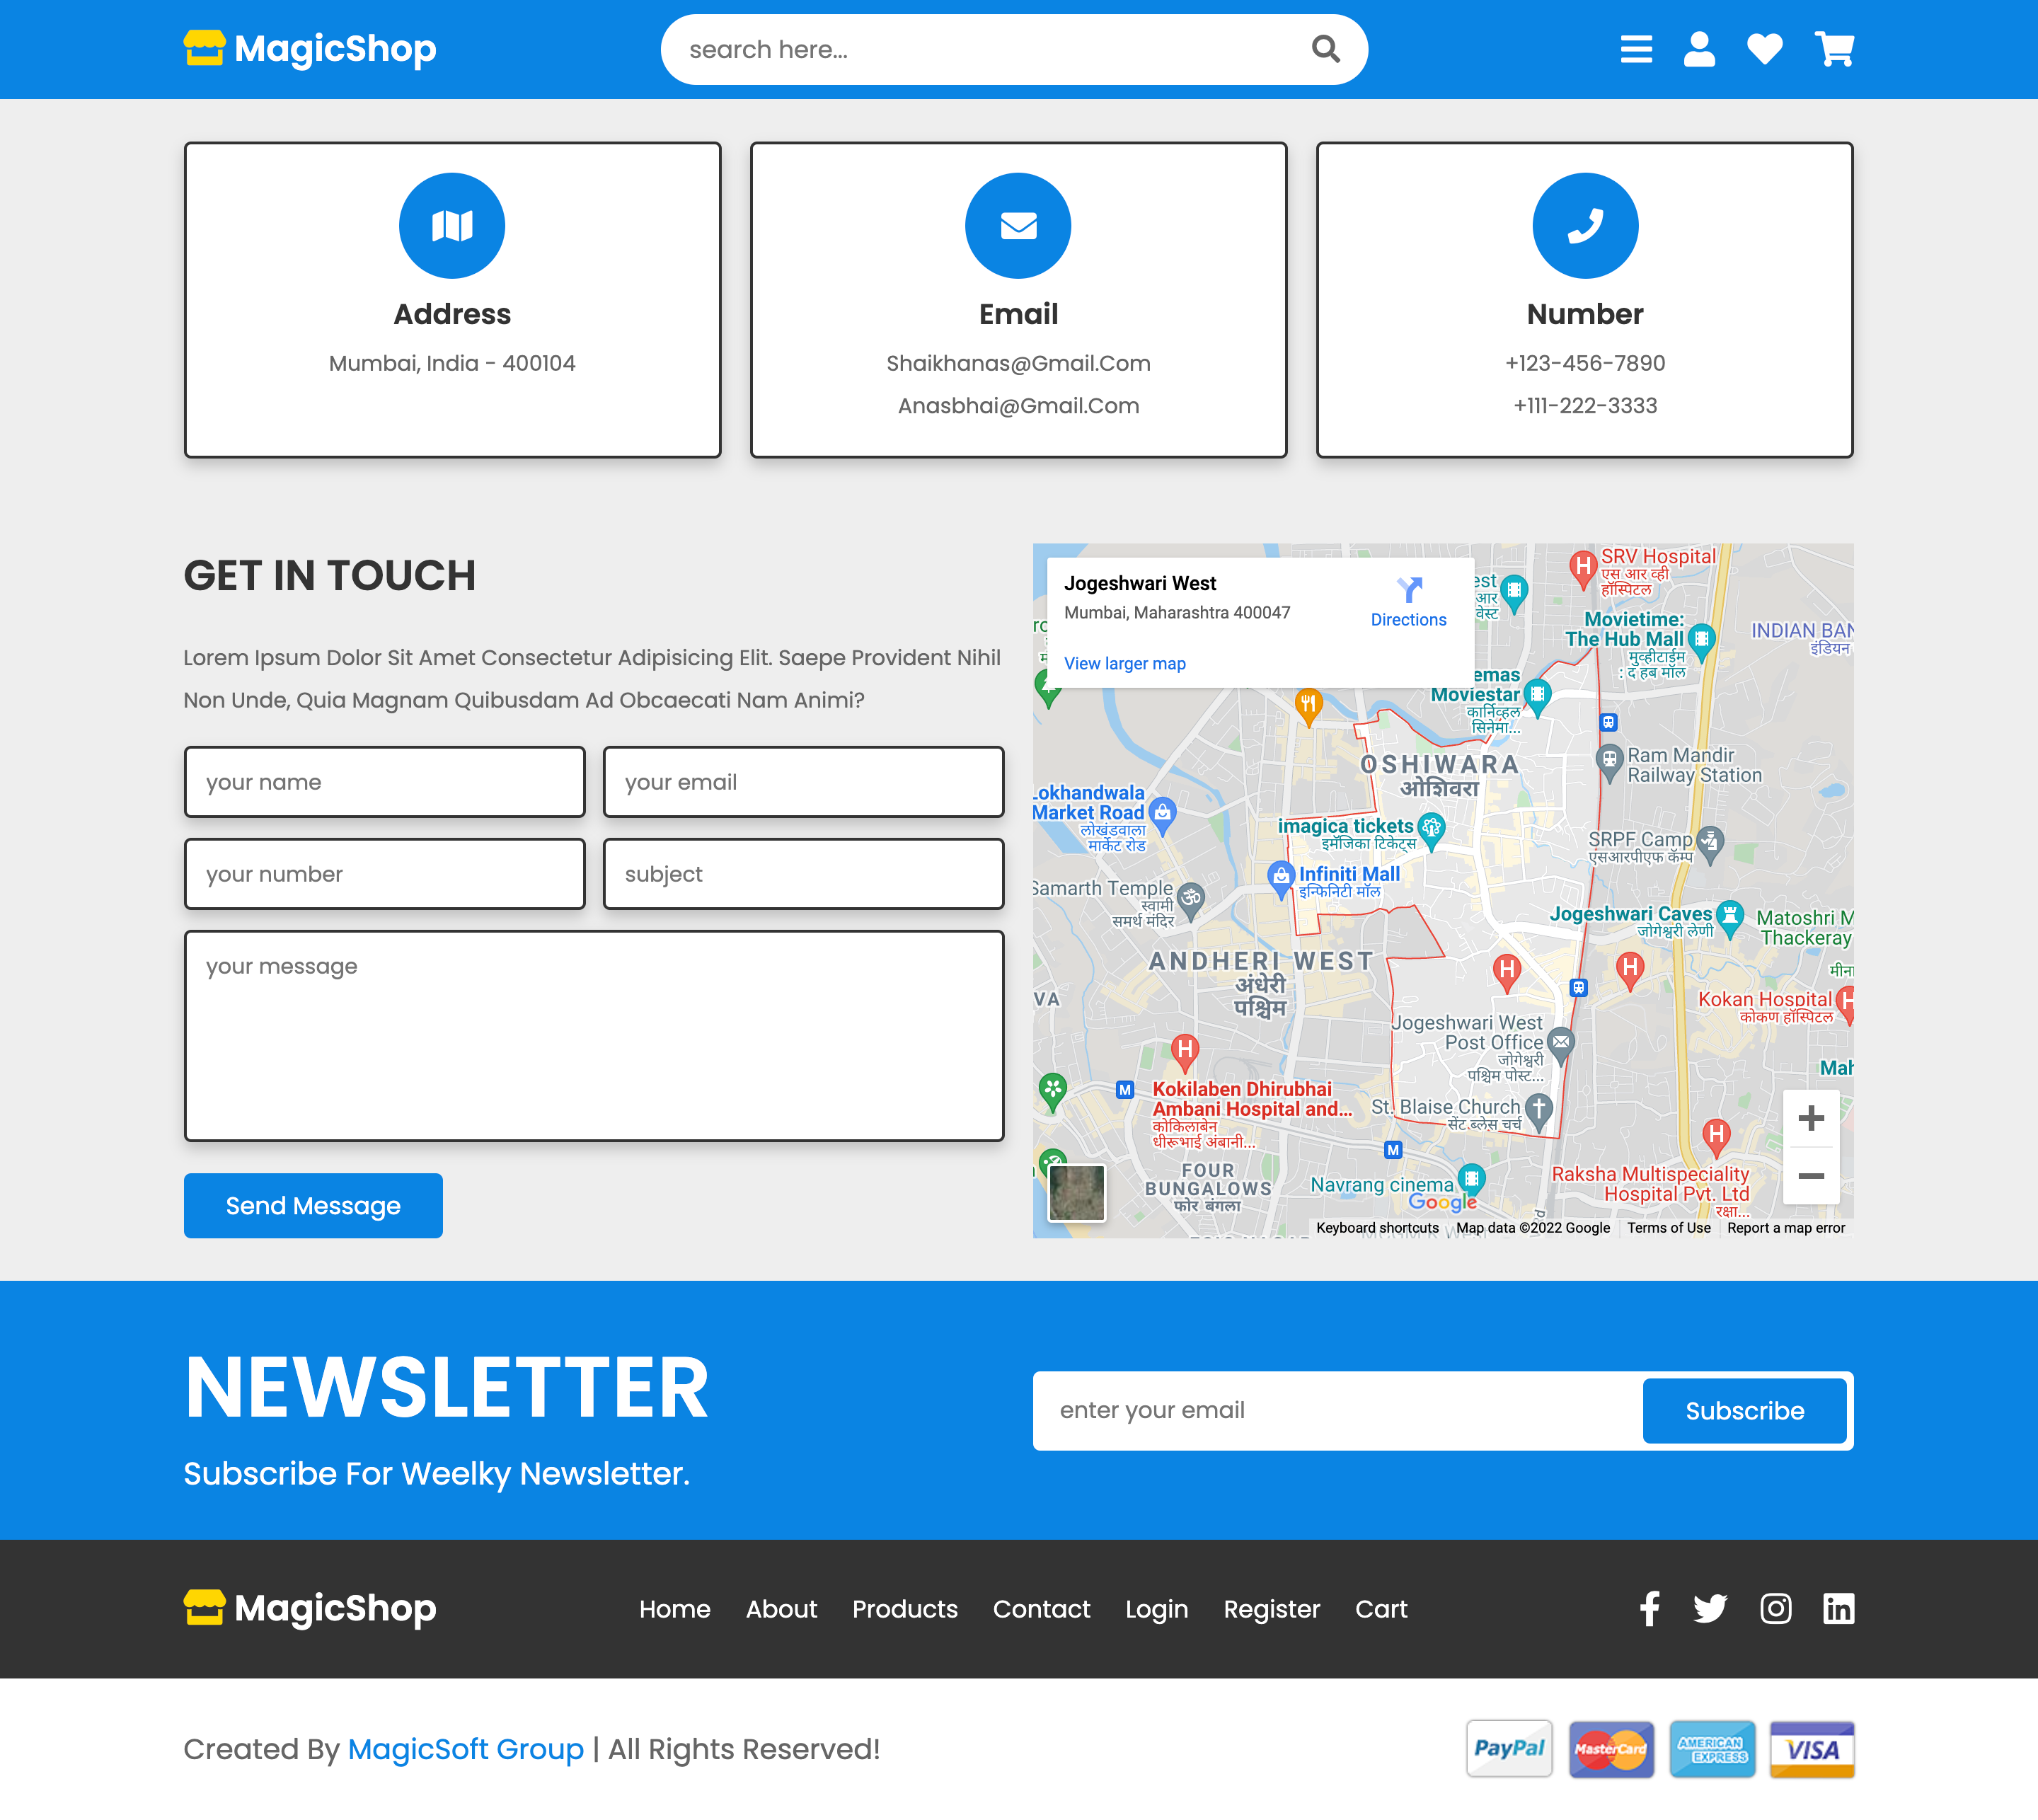 MagicShop
search here...
Address
Mumbai, India - 400104
Email
Shaikhanas@Gmail.Com
Anasbhai@Gmail.Com
Number
+123-456-7890
+111-222-3333
GET IN TOUCH
Lorem Ipsum Dolor Sit Amet Consectetur Adipisicing Elit. Saepe Provident Nihil
Non Unde, Quia Magnam Quibusdam Ad Obcaecati Nam Animi?
your name
your email
your number
subject
your message
Send Message
Jogeshwari West
Mumbai, Maharashtra 400047
Directions
View larger map
SRV Hospital
एस आर व्ही
हॉस्पिटल
आर
वेस्ट
Movietime:
The Hub Mall
मुव्हीटाईम
: द हब मॉल
INDIAN
इंडियन
Moviestar
कार्निव्हल
सिनेमा...
OSHIWARA
ओशिवरा
Ram Mandir
Railway Station
Lokhandwala
Market Road
लोखंडवाला
मार्केट रोड
imagica tickets
इमॅजिका टिकेट्स
SRPF Camp
एसआरपीएफ कॅम्प
Infiniti Mall
इन्फिनिटी मॉल
Samarth Temple
स्वामी
समर्थ मंदिर
Jogeshwari Caves
जोगेश्वरी लेणी
Matoshri M
Thackeray
ANDHERI WEST
अंधेरी
पश्चिम
VA
Kokan Hospital
कोकण हॉस्पिटल
Jogeshwari West
Post Office
जोगेश्वरी
पश्चिम पोस्ट...
Mah
Kokilaben Dhirubhai
Ambani Hospital and...
कोकिलाबेन
धीरूभाई अंबानी...
St. Blaise Church
सेंट ब्लेस चर्च
FOUR
BUNGALOWS
फोर बंगला
Navrang cinema
Raksha Multispeciality
Hospital Pvt. Ltd
रक्षा...
Google
Keyboard shortcuts
Map data ©2022 Google
Terms of Use
Report a map error
NEWSLETTER
Subscribe For Weelky Newsletter.
enter your email
Subscribe
MagicShop
Home
About
Products
Contact
Login
Register
Cart
Created By MagicSoft Group | All Rights Reserved!
PayPal
MasterCard
AMERICAN EXPRESS
VISA